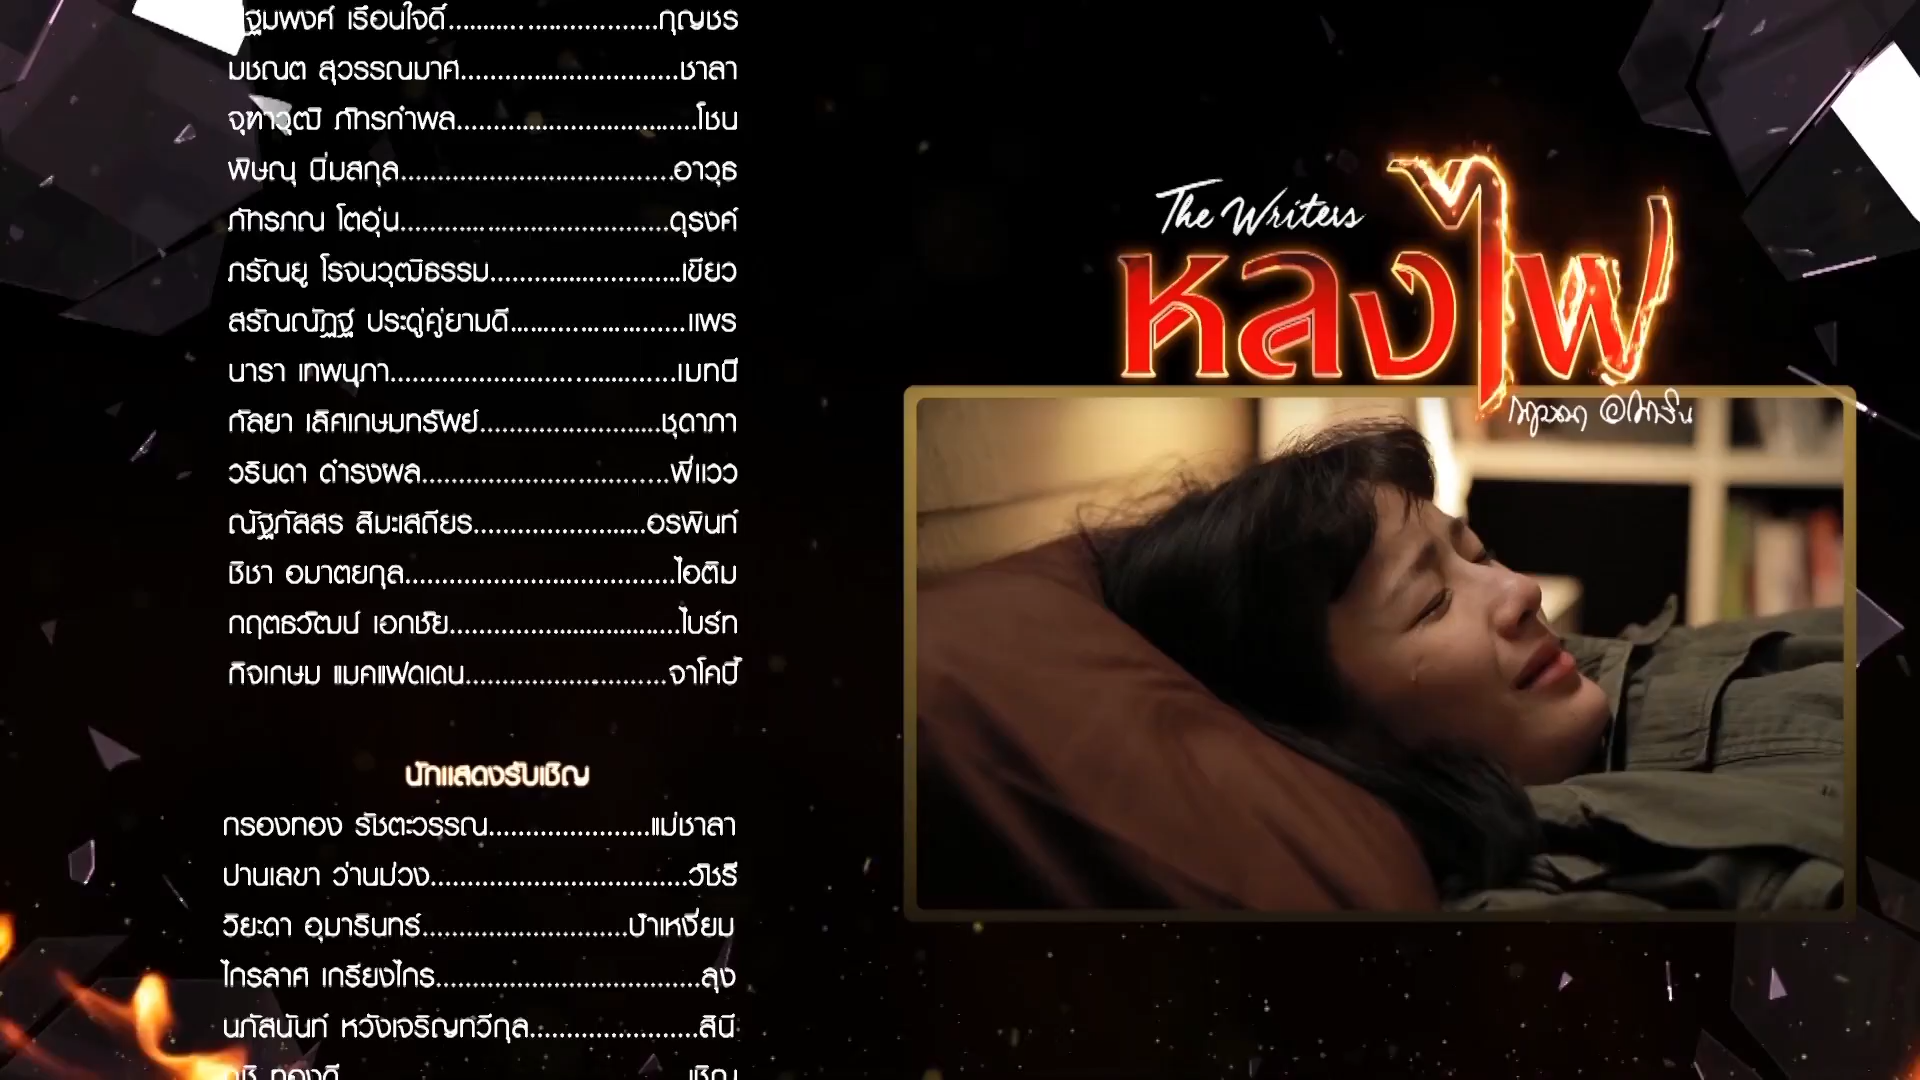 ฐมพงศ์ เรือนใจดี............................กุญชร
มชณต สุวรรณมาศ.............................ชาลา
จุฑาวุฒิ ภัทรกำพล................................โชน
พิษณุ นิ่มสกุล.....................................อาวุธ
ภัทรภณ โตอุ่น....................................ดุรงค์
ภรัณยู โรจนวุฒิธรรม.........................เขียว
สรัณณัฏฐ์ ประดู่คู่ยามดี.......................แพร
นารา เทพนุภา......................................เมทนี
กัลยา เลิศเกษมทรัพย์........................ชุดาภา
วรินดา ดำรงผล.................................พี่แวว
ณัฐภัสสร สิมะเสถียร.......................อรพินท์
ชิชา อมาตยกุล....................................ไอติม
กฤตธวัฒน์ เอกชัย...............................ไบร์ท
กิจเกษม แมคแฟดเดน...........................จาโคบี้
นักแสดงรับเชิญ
กรองทอง รัชตะวรรณ......................แม่ชาลา
ปานเลขา ว่านม่วง..................................วัชรี
วิยะดา อุมารินทร์............................ป้าเหงี่ยม
ไกรลาศ เกรียงไกร...................................ลุง
นภัสนันท์ หวังเจริญทวีกุล.......................สินี
The Writers
หลงไฟ